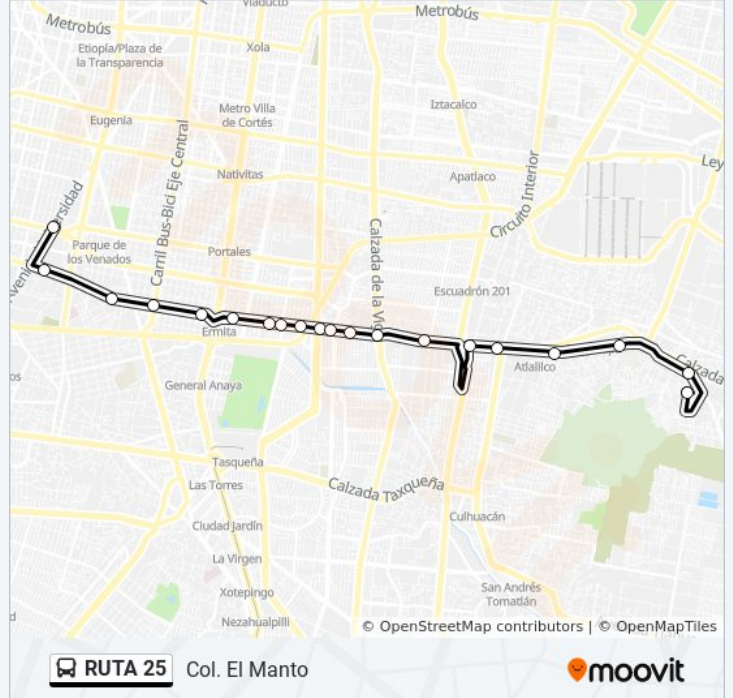 Viaducto
Metrobús
Metrobús
Etiopía/Plaza de
la Transparencia
Xola
Iztacalco
Metro Villa
de Cortés
Eugenia
Ley
Nativitas
Apatlaco
Circuito Interior
Carril Bus-Bici Eje Central
Calzada de la Vig
Parque de
los Venados
Portales
Escuadrón 201
Ermita
Atlalilco
Calzada
General Anaya
os
Tasqueña
Las Torres
Calzada Taxqueña
Culhuacán
Ciudad Jardín
La Virgen
Xotepingo
San Andrés
Tomatlán
Nezahualpilli
d
© OpenStreetMap contributors | © OpenMapTiles
RUTA 25 Col. El Manto
moovit